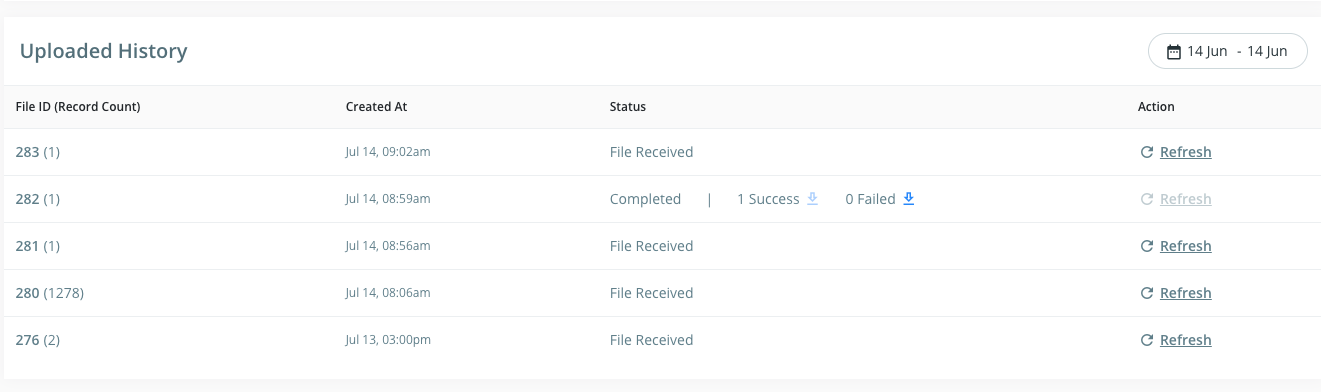 Uploaded History
14 Jun - 14 Jun
File ID (Record Count) Created At Status Action
283 (1) Jul 14, 09:02am File Received Refresh
282 (1) Jul 14, 08:59am Completed | 1 Success 0 Failed Refresh
281 (1) Jul 14, 08:56am File Received Refresh
280 (1278) Jul 14, 08:06am File Received Refresh
276 (2) Jul 13, 03:00pm File Received Refresh